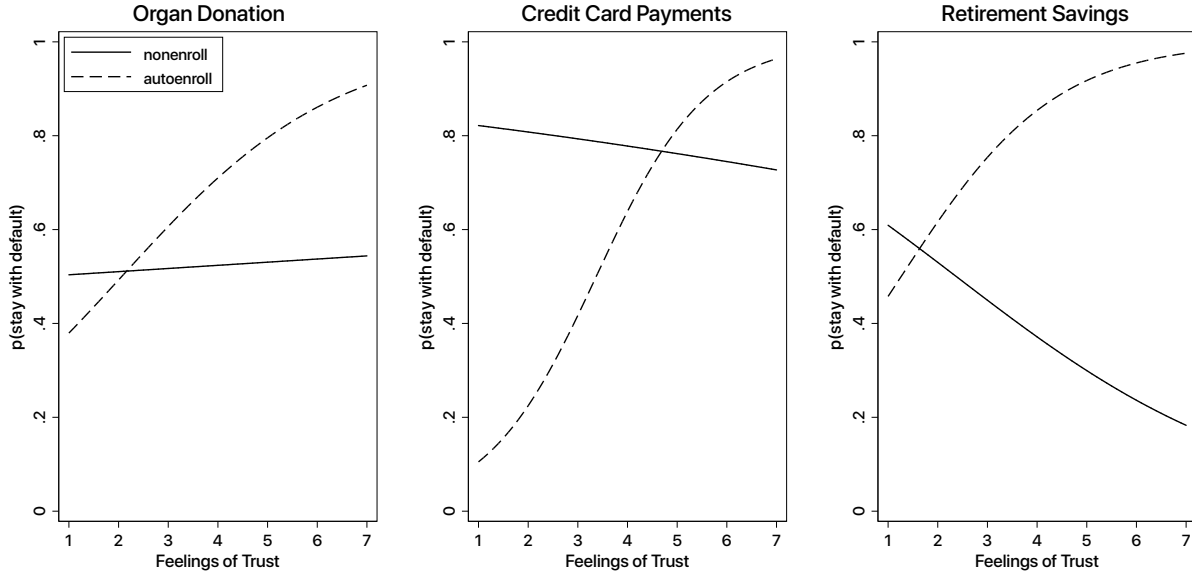 Organ Donation
nonenroll
autoenroll
p(stay with default)
1
.8
.6
.4
.2
0
1 2 3 4 5 6 7
Feelings of Trust
Credit Card Payments
p(stay with default)
1
.8
.6
.4
.2
0
1 2 3 4 5 6 7
Feelings of Trust
Retirement Savings
p(stay with default)
1
.8
.6
.4
.2
0
1 2 3 4 5 6 7
Feelings of Trust